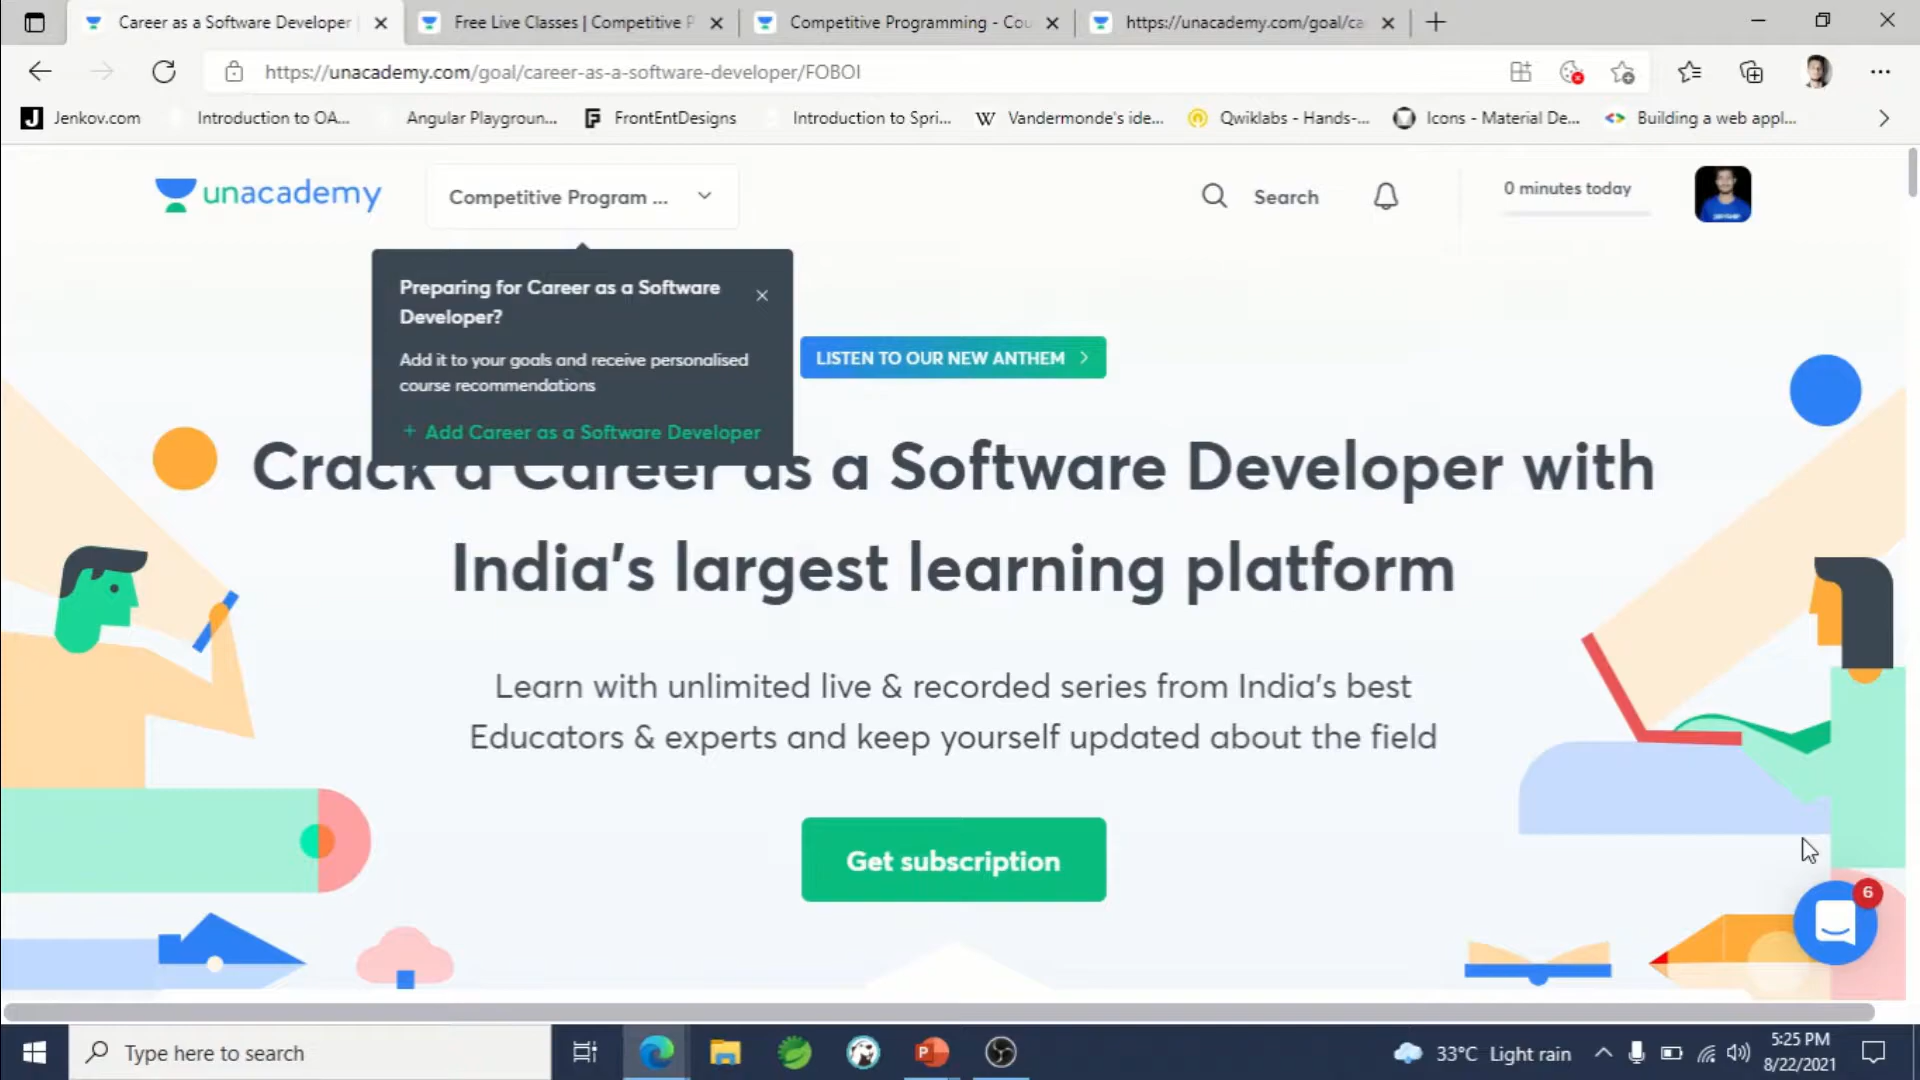 Career as a Software Developer
Free Live Classes | Competitive P
Competitive Programming - Cou
https://unacademy.com/goal/ca
https://unacademy.com/goal/career-as-a-software-developer/FOBOI
Jenkov.com
Introduction to OA...
Angular Playgroun...
FrontEntDesigns
Introduction to Spri...
Vandermonde's ide...
Qwiklabs - Hands-...
Icons - Material De...
Building a web appl...
unacademy
Competitive Program ...
Search
0 minutes today
Preparing for Career as a Software
Developer?
Add it to your goals and receive personalised
course recommendations
+ Add Career as a Software Developer
LISTEN TO OUR NEW ANTHEM
Crack a Career as a Software Developer with
India's largest learning platform
Learn with unlimited live & recorded series from India's best
Educators & experts and keep yourself updated about the field
Get subscription
6
Type here to search
33°C Light rain
5:25 PM
8/22/2021